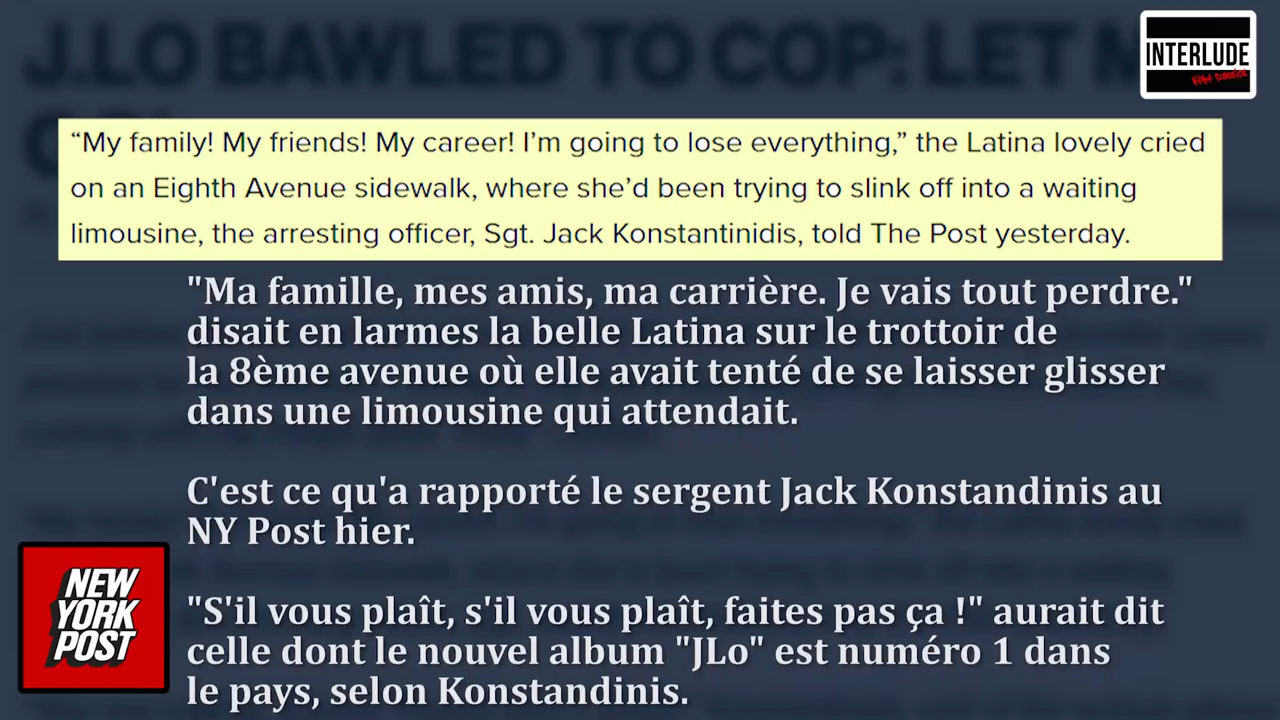 J.LO BAWLED TO COP: LET M
INTERLUDE
“My family! My friends! My career! I’m going to lose everything,” the Latina lovely cried
on an Eighth Avenue sidewalk, where she’d been trying to slink off into a waiting
limousine, the arresting officer, Sgt. Jack Konstantinidis, told The Post yesterday.
"Ma famille, mes amis, ma carrière. Je vais tout perdre."
disait en larmes la belle Latina sur le trottoir de
la 8ème avenue où elle avait tenté de se laisser glisser
dans une limousine qui attendait.
C'est ce qu'a rapporté le sergent Jack Konstandinis au
NY Post hier.
"S'il vous plaît, s'il vous plaît, faites pas ça !" aurait dit
celle dont le nouvel album "JLo" est numéro 1 dans
le pays, selon Konstandinis.
NEW
YORK
POST